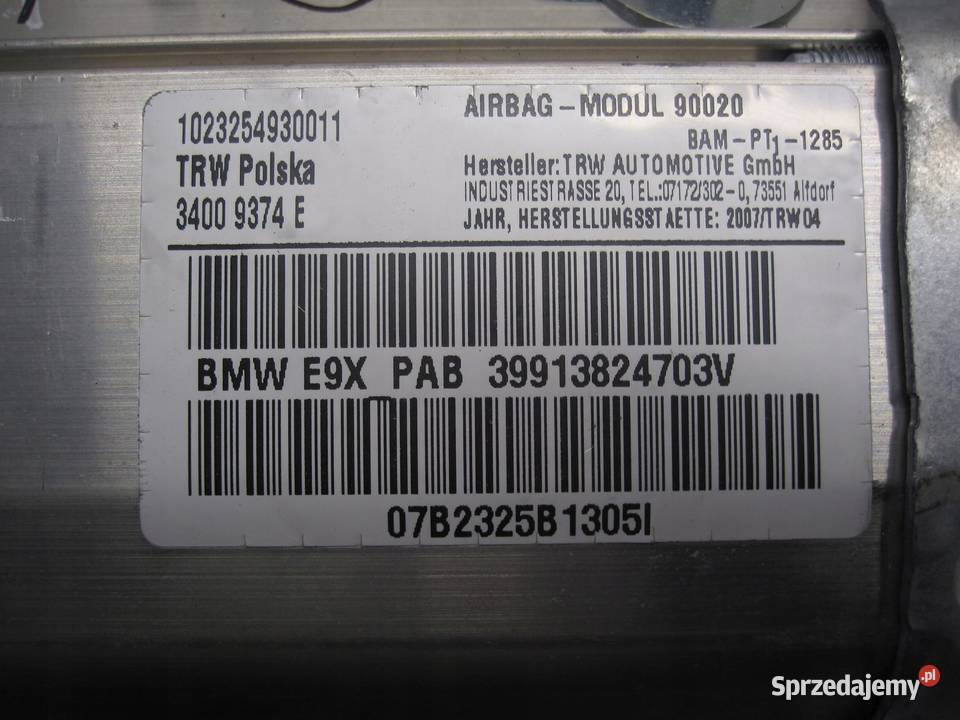 1023254930011
TRW Polska
3400 9374 E
AIRBAG - MODUL 90020
BAM-PT1-1285
Hersteller: TRW AUTOMOTIVE GmbH
INDUSTRIESTRASSE 20, TEL.:07172/302-0, 73551 Alfdorf
JAHR, HERSTELLUNGSSTAETTE: 2007/TRW04
BMW E9X PAB 39913824703V
07B2325B1305I
Sprzedajemy.pl